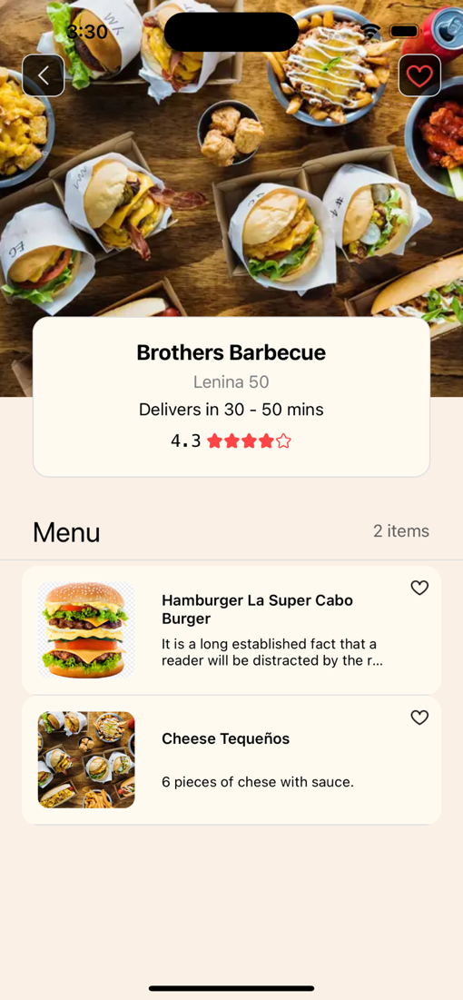 3:30
Brothers Barbecue
Lenina 50
Delivers in 30 - 50 mins
4.3
Menu
2 items
Hamburger La Super Cabo
Burger
It is a long established fact that a
reader will be distracted by the r...
Cheese Tequeños
6 pieces of chese with sauce.